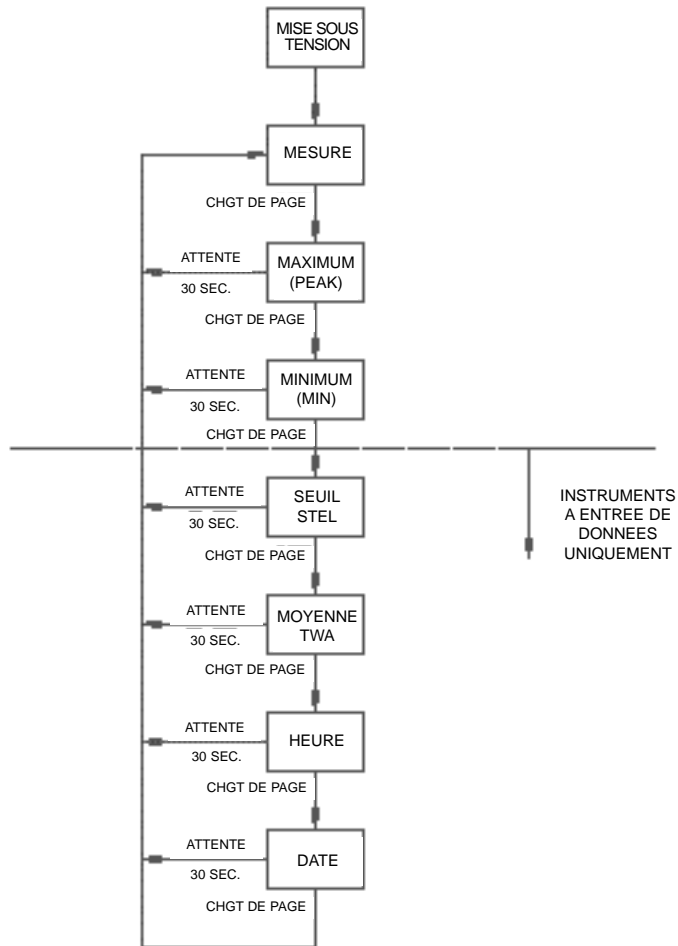 MISE SOUS
TENSION
MESURE
CHGT DE PAGE
ATTENTE
30 SEC.
MAXIMUM
(PEAK)
CHGT DE PAGE
ATTENTE
30 SEC.
MINIMUM
(MIN)
CHGT DE PAGE
ATTENTE
30 SEC.
SEUIL
STEL
INSTRUMENTS
A ENTREE DE
DONNEES
UNIQUEMENT
CHGT DE PAGE
ATTENTE
30 SEC.
MOYENNE
TWA
CHGT DE PAGE
ATTENTE
30 SEC.
HEURE
CHGT DE PAGE
ATTENTE
30 SEC.
DATE
CHGT DE PAGE